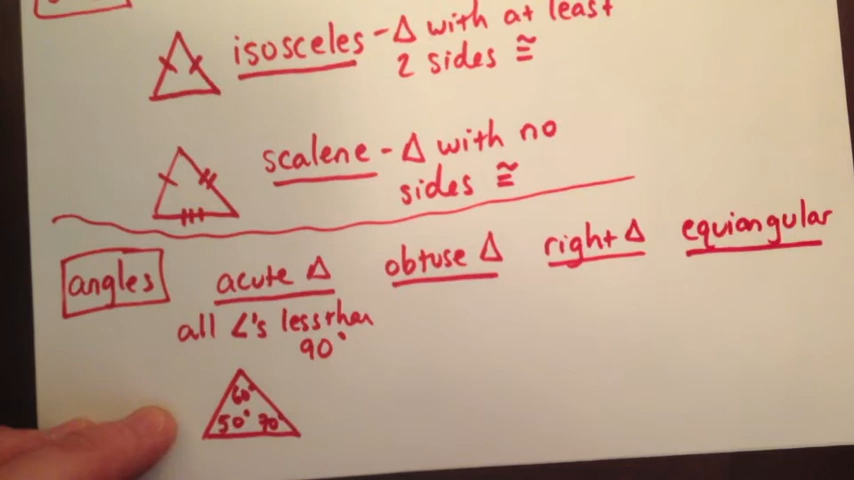 isosceles - Δ with at least
2 sides ≅
scalene - Δ with no
sides ≅
angles acute Δ obtuse Δ right Δ equiangular
all ∠'s less than
90°
60°
50° 70°